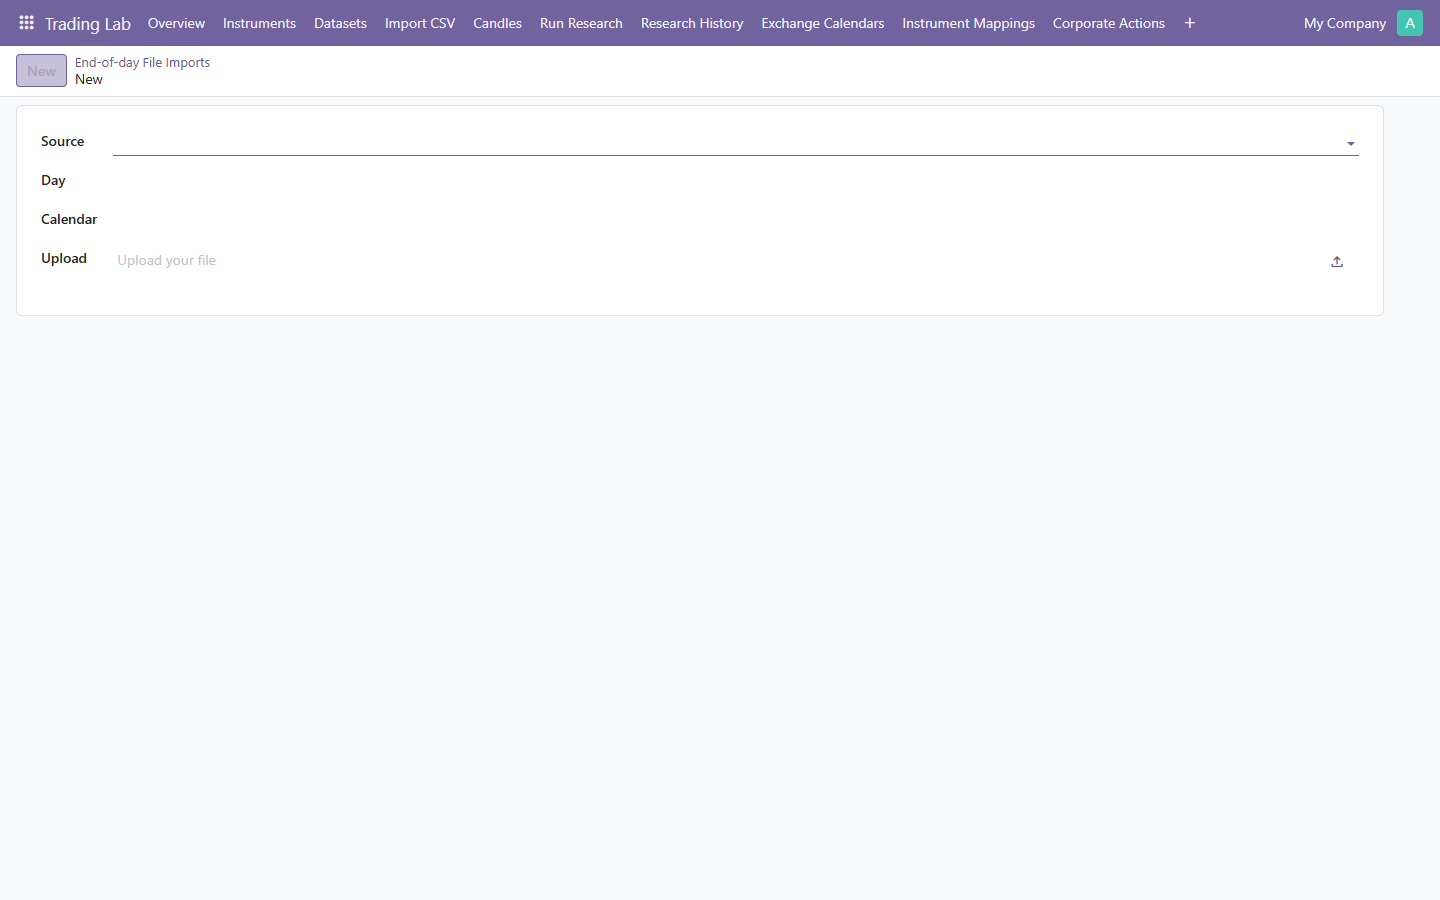 Trading Lab Overview Instruments Datasets Import CSV Candles Run Research Research History Exchange Calendars Instrument Mappings Corporate Actions + My Company A
New
End-of-day File Imports
New
Source
Day
Calendar
Upload Upload your file